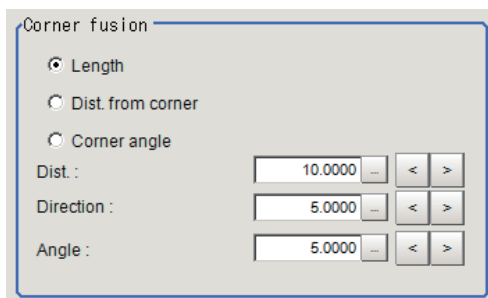 Corner fusion
Length
Dist. from corner
Corner angle
Dist. : 10.0000 ... < >
Direction : 5.0000 ... < >
Angle : 5.0000 ... < >